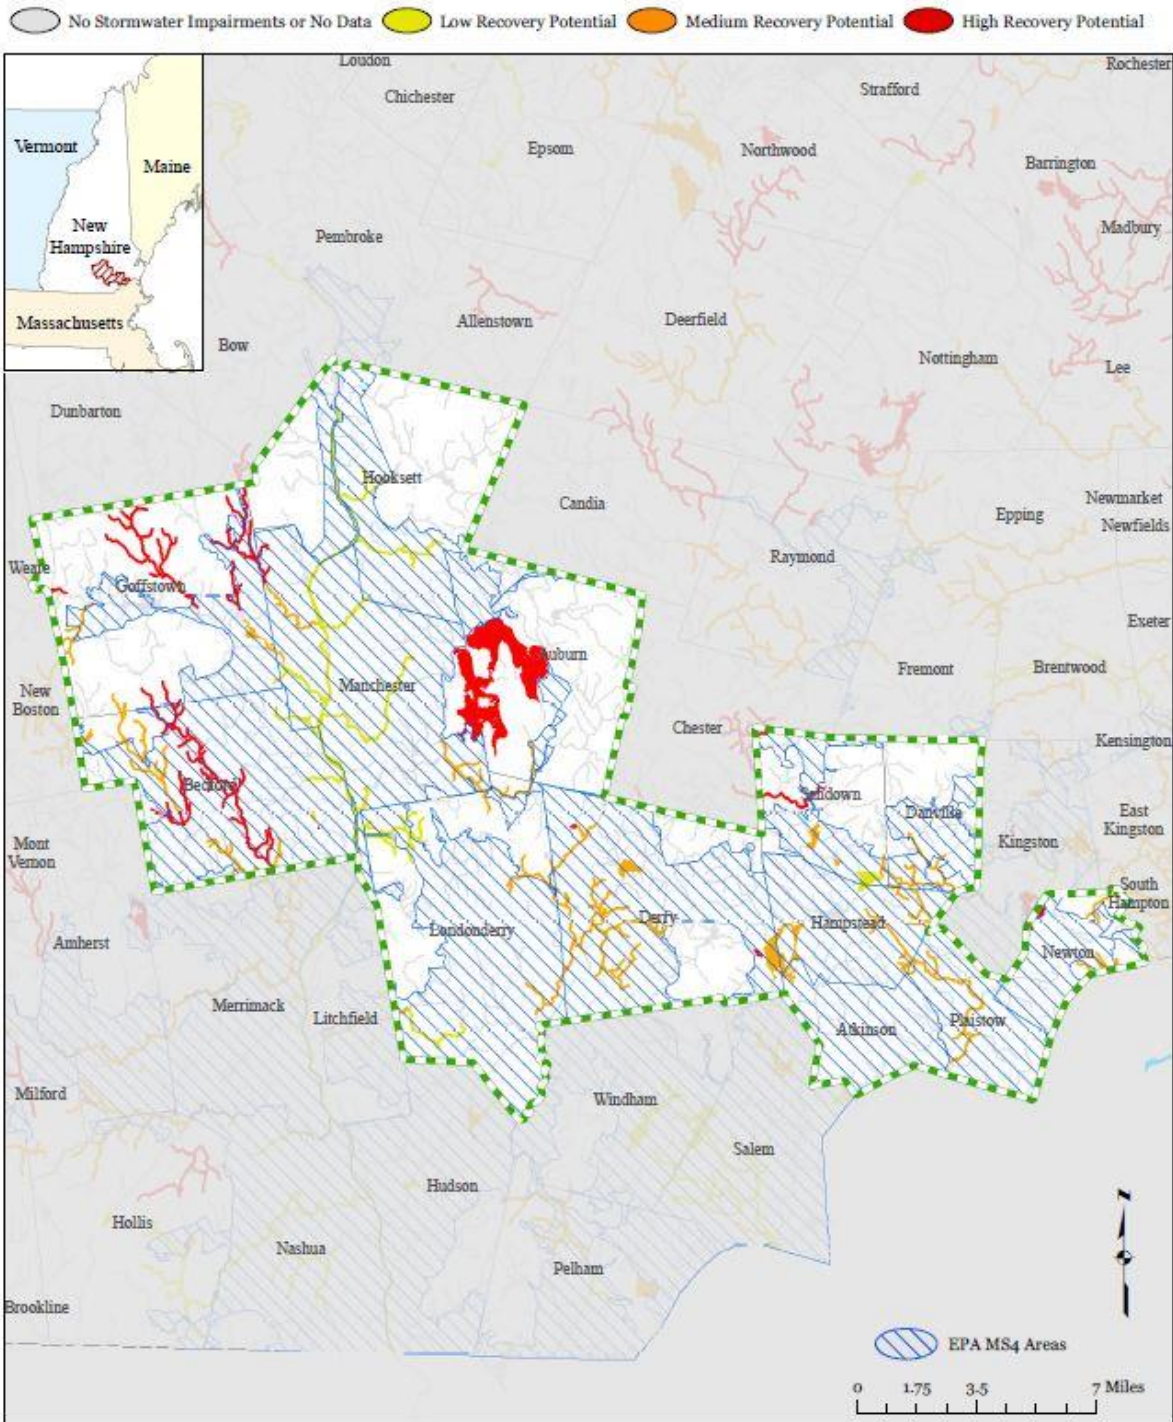 No Stormwater Impairments or No Data
Low Recovery Potential
Medium Recovery Potential
High Recovery Potential
Loudon
Rochester
Chichester
Strafford
Vermont
Epsom
Northwood
Maine
Barrington
New
Hampshire
Pembroke
Madbury
Massachusetts
Allenstown
Deerfield
Bow
Nottingham
Lee
Dunbarton
Hooksett
Candia
Newmarket
Epping
Newfields
Raymond
Weare
Goffstown
Exeter
Auburn
Fremont
Brentwood
Manchester
New
Boston
Chester
Kensington
Bedford
Sandown
Danville
East
Kingston
Kingston
Mont
Vernon
South
Hampton
Derry
Hampstead
Londonderry
Amherst
Newton
Merrimack
Litchfield
Plaistow
Atkinson
Milford
Windham
Salem
Hudson
Hollis
Nashua
Pelham
Brookline
N
EPA MS4 Areas
0 1.75 3.5 7 Miles